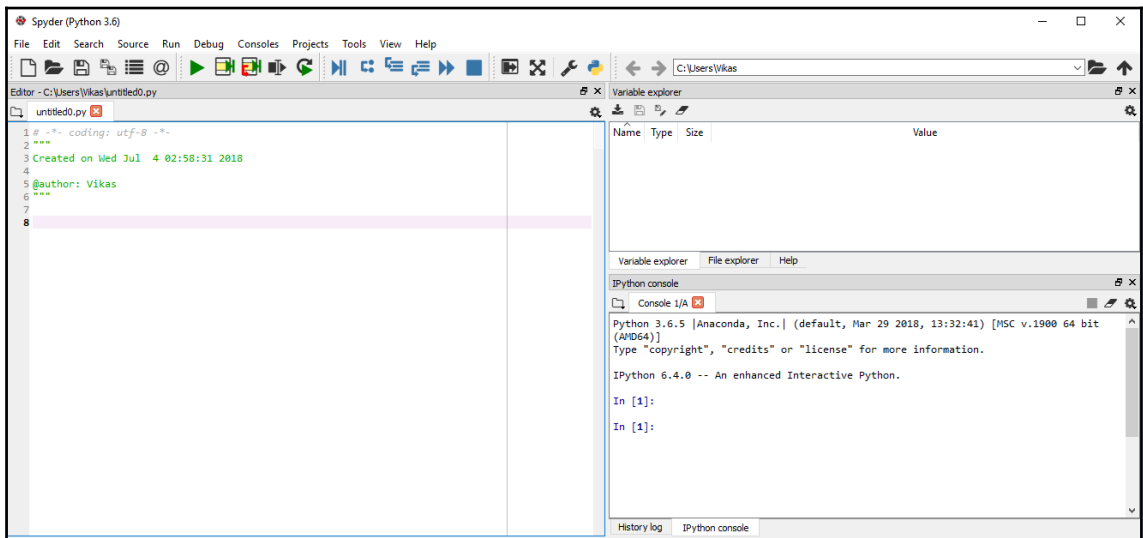 Spyder (Python 3.6)
File Edit Search Source Run Debug Consoles Projects Tools View Help
C:\Users\Vikas
Editor - C:\Users\Vikas\untitled0.py
untitled0.py
1 # -*- coding: utf-8 -*-
2 """
3 Created on Wed Jul  4 02:58:31 2018
4
5 @author: Vikas
6 """
7
8
Variable explorer
Name Type Size Value
Variable explorer File explorer Help
IPython console
Console 1/A
Python 3.6.5 |Anaconda, Inc.| (default, Mar 29 2018, 13:32:41) [MSC v.1900 64 bit
(AMD64)]
Type "copyright", "credits" or "license" for more information.
IPython 6.4.0 -- An enhanced Interactive Python.
In [1]:
In [1]:
History log IPython console